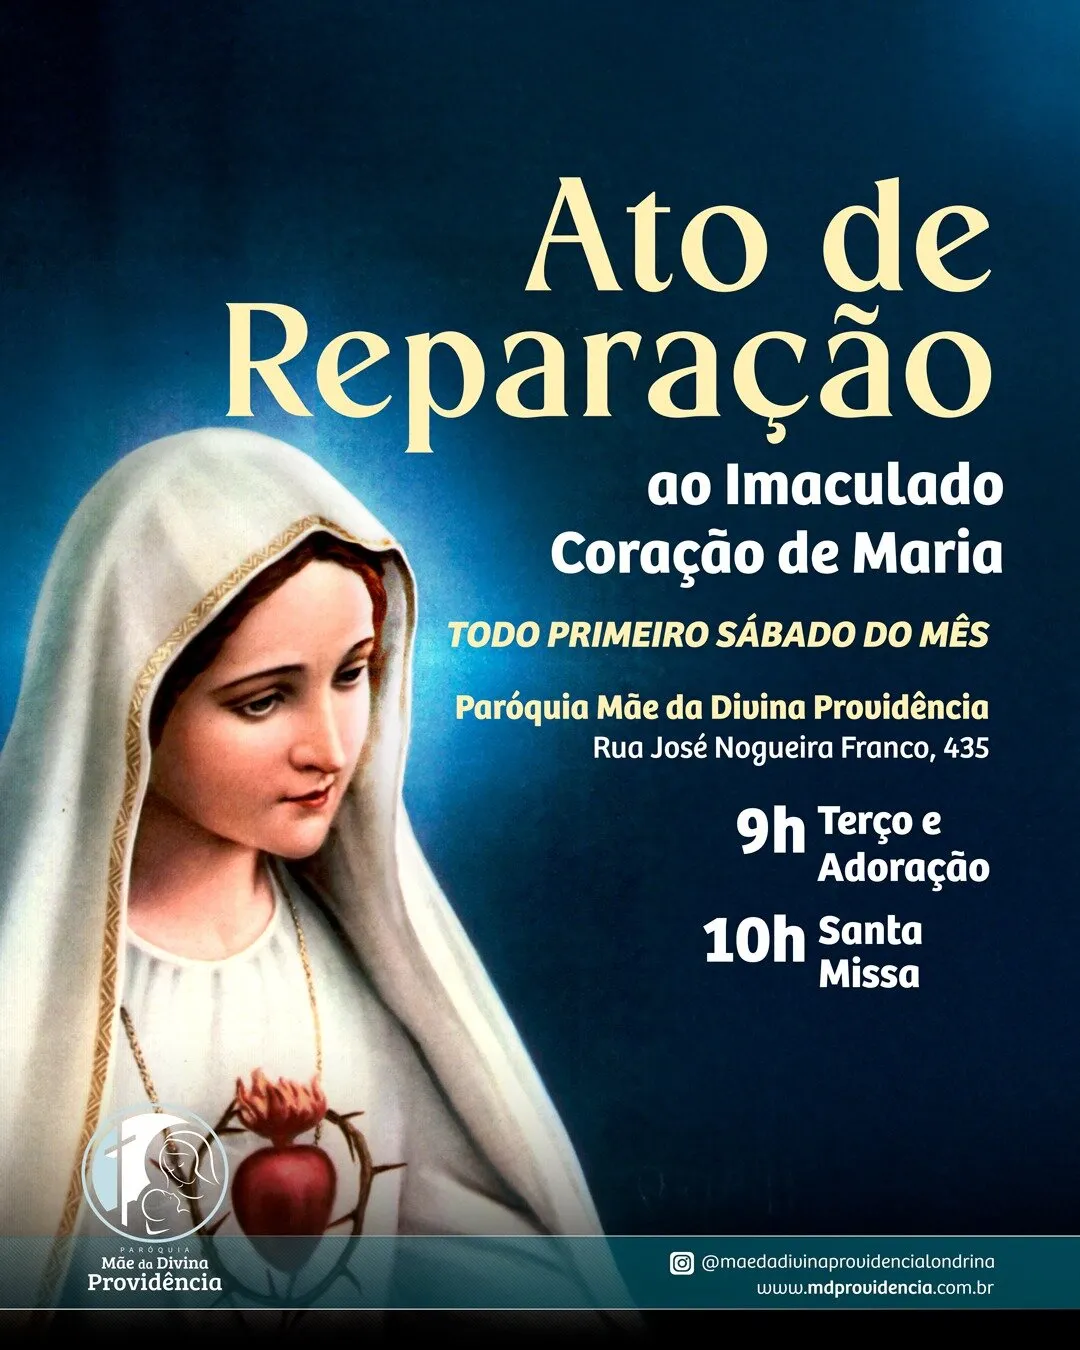 Ato de
Reparação
ao Imaculado
Coração de Maria
TODO PRIMEIRO SÁBADO DO MÊS
Paróquia Mãe da Divina Providência
Rua José Nogueira Franco, 435
9h Terço e
Adoração
10h Santa
Missa
PARÓQUIA
Mãe da Divina
Providência
@maedadivinaprovidencialondrina
www.mdprovidencia.com.br